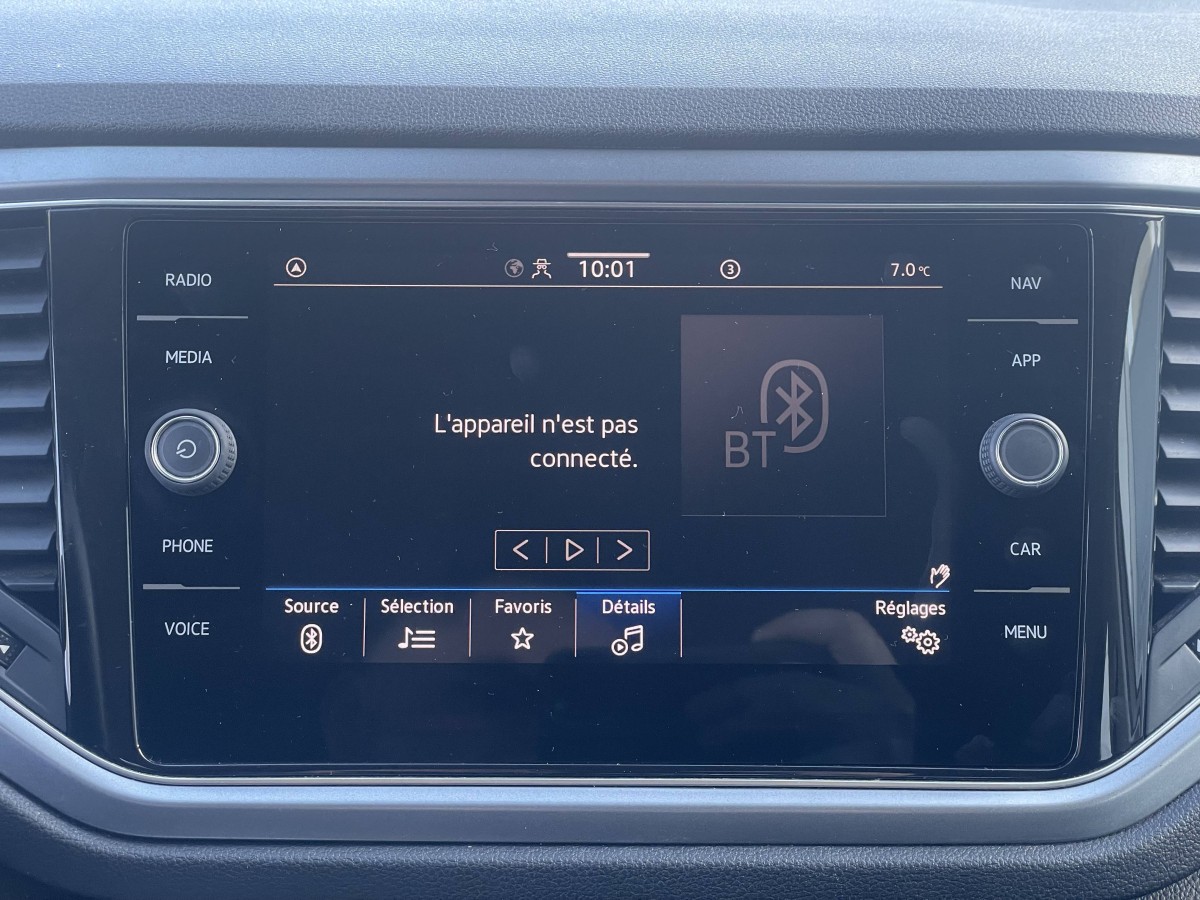 RADIO
MEDIA
PHONE
VOICE
10:01
3
7.0 °C
L'appareil n'est pas
connecté.
BT
Source
Sélection
Favoris
Détails
Réglages
NAV
APP
CAR
MENU